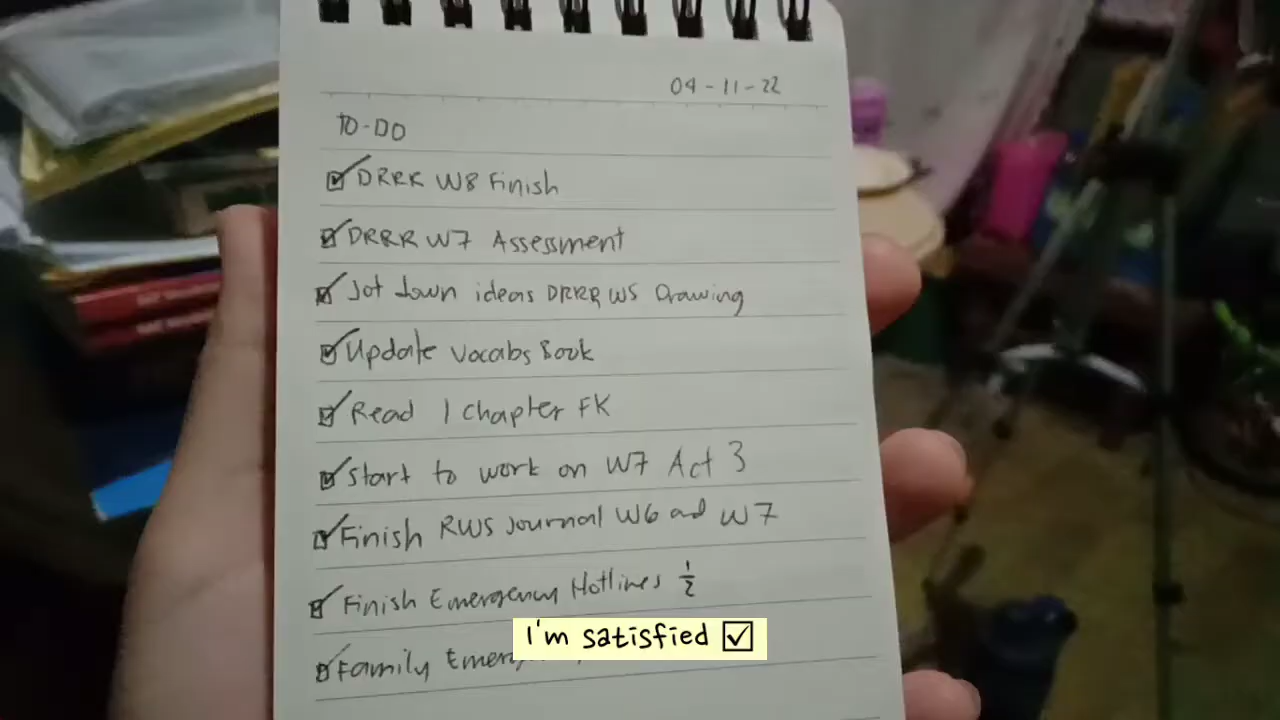 04-11-22
TO-DO
DRRR W8 Finish
DRRR W7 Assessment
Jot down ideas DRRR W5 Drawing
Update Vocabs Book
Read 1 chapter FK
Start to work on W7 Act 3
Finish RWS Journal W6 and W7
Finish Emergency Hotlines 1/2
I'm satisfied ☑
Family